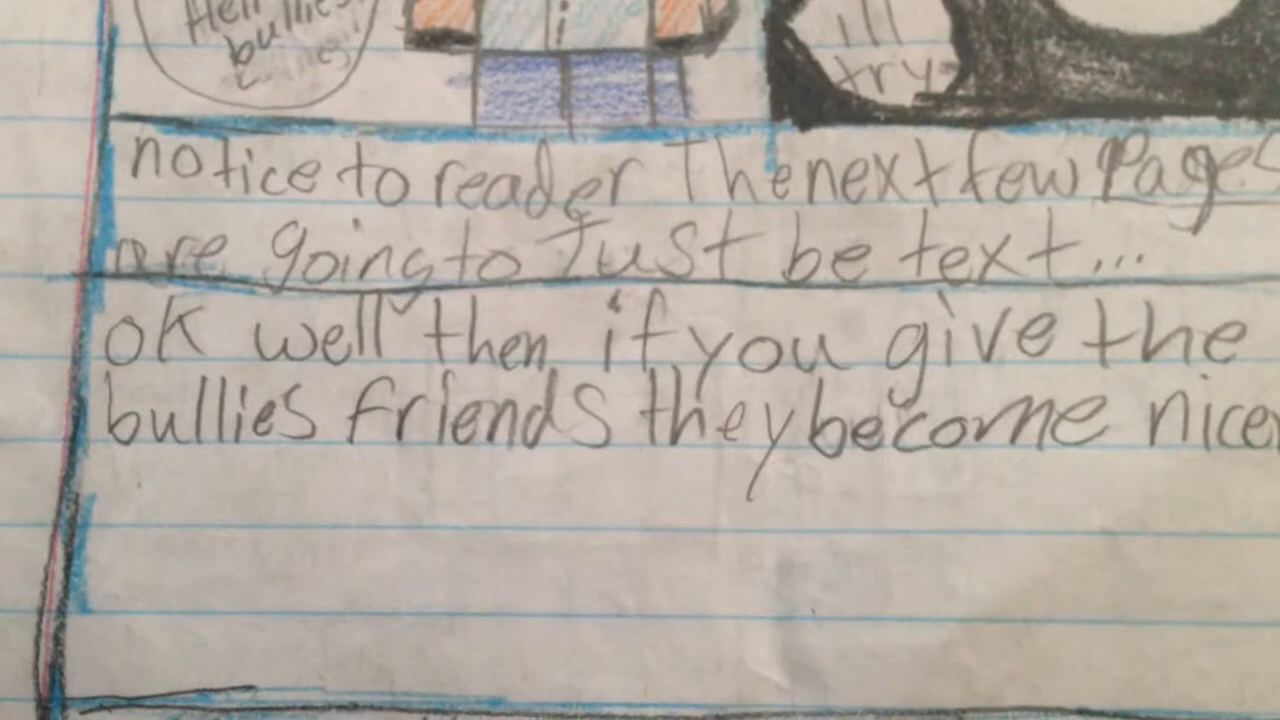 bullies
ill
try
notice to reader The next few Pages
are going to Just be text...
ok well then, if you give the
bullies friends they become nice